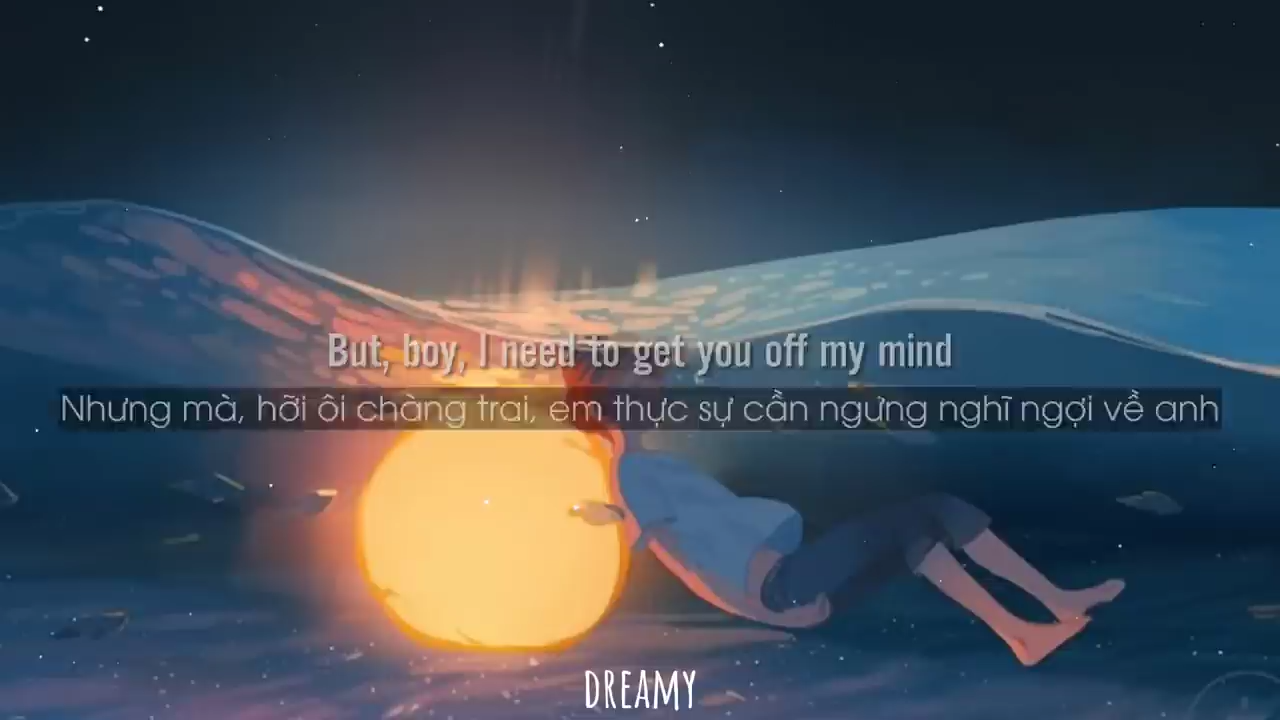 But, boy, I need to get you off my mind
Nhưng mà, hỡi ôi chàng trai, em thực sự cần ngừng nghĩ ngợi về anh
DREAMY